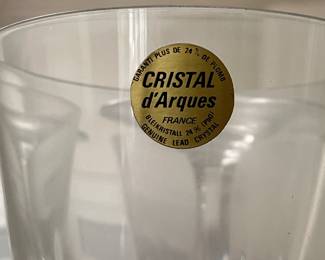 GARANTI PLUS DE 24 % DE PLOMB
CRISTAL
d'Arques
FRANCE
BLEIKRISTALL 24 % (PbO)
GENUINE LEAD CRYSTAL